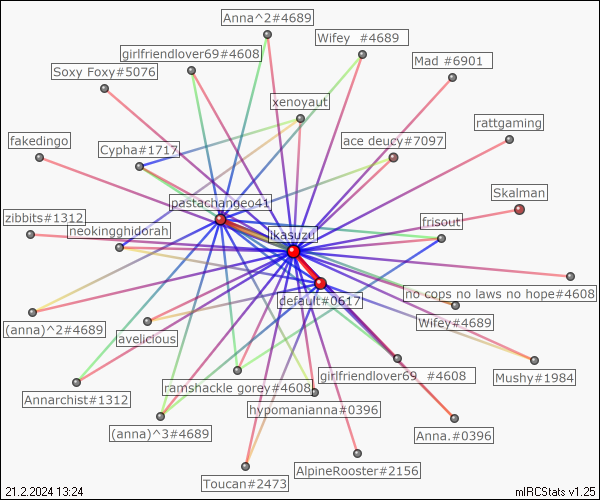 Anna^2#4689
Wifey  #4689
girlfriendlover69#4608
Mad #6901
Soxy Foxy#5076
xenoyaut
rattgaming
fakedingo
ace deucy#7097
Cypha#1717
Skalman
pastachangeo41
zibbits#1312
frisout
neokingghidorah
ikasuzu
no cops no laws no hope#4608
default#0617
(anna)^2#4689
Wifey#4689
avelicious
girlfriendlover69  #4608
Mushy#1984
ramshackle gorey#4608
Annarchist#1312
hypomanianna#0396
(anna)^3#4689
Anna.#0396
AlpineRooster#2156
Toucan#2473
21.2.2024 13:24
mIRCStats v1.25